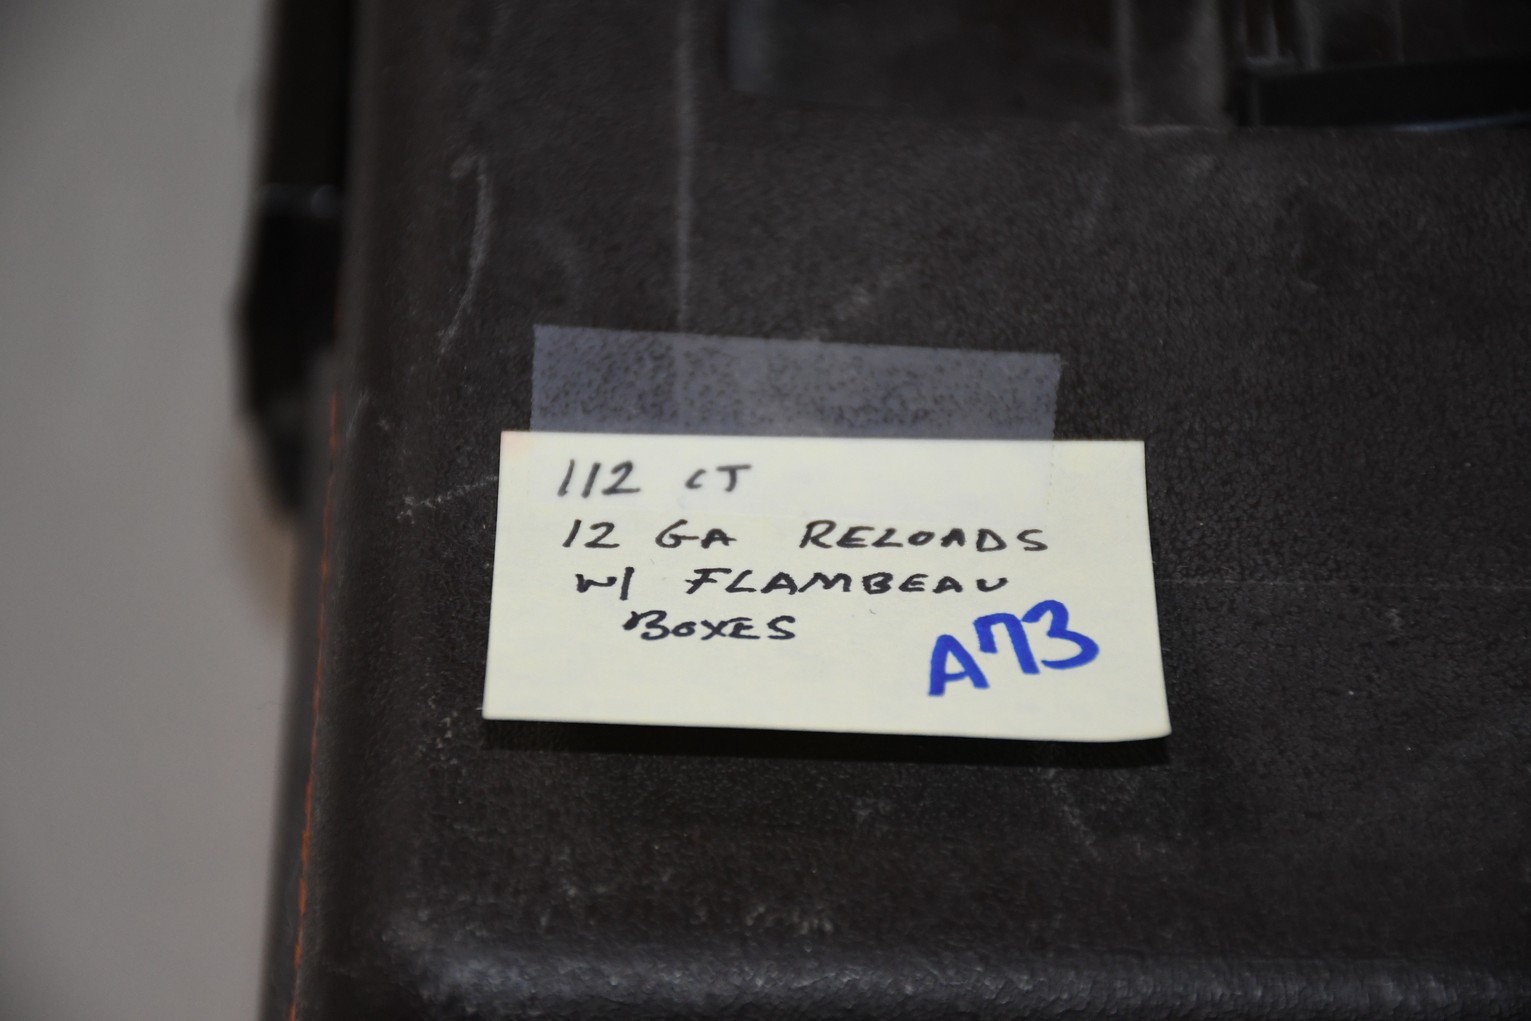 112 CT
12 GA RELOADS
W/ FLAMBEAU
BOXES
A73